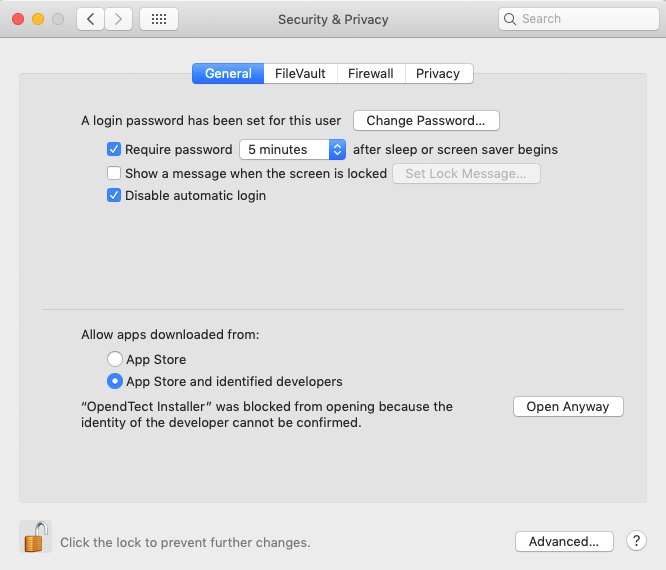 Security & Privacy
Search
General FileVault Firewall Privacy
A login password has been set for this user Change Password...
Require password 5 minutes after sleep or screen saver begins
Show a message when the screen is locked Set Lock Message...
Disable automatic login
Allow apps downloaded from:
App Store
App Store and identified developers
“OpendTect Installer” was blocked from opening because the Open Anyway
identity of the developer cannot be confirmed.
Click the lock to prevent further changes. Advanced... ?